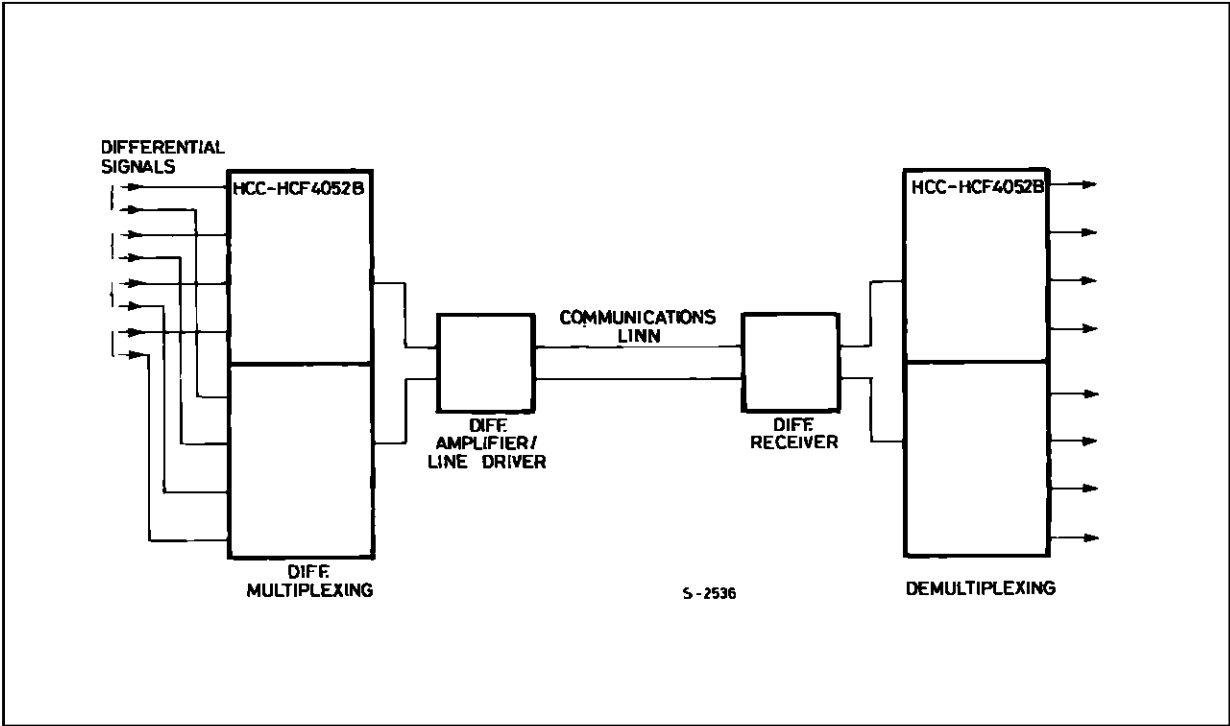 DIFFERENTIAL
SIGNALS
HCC-HCF4052B
HCC-HCF4052B
COMMUNICATIONS
LINN
DIFF.
AMPLIFIER/
LINE DRIVER
DIFF.
RECEIVER
DIFF.
MULTIPLEXING
S-2536
DEMULTIPLEXING